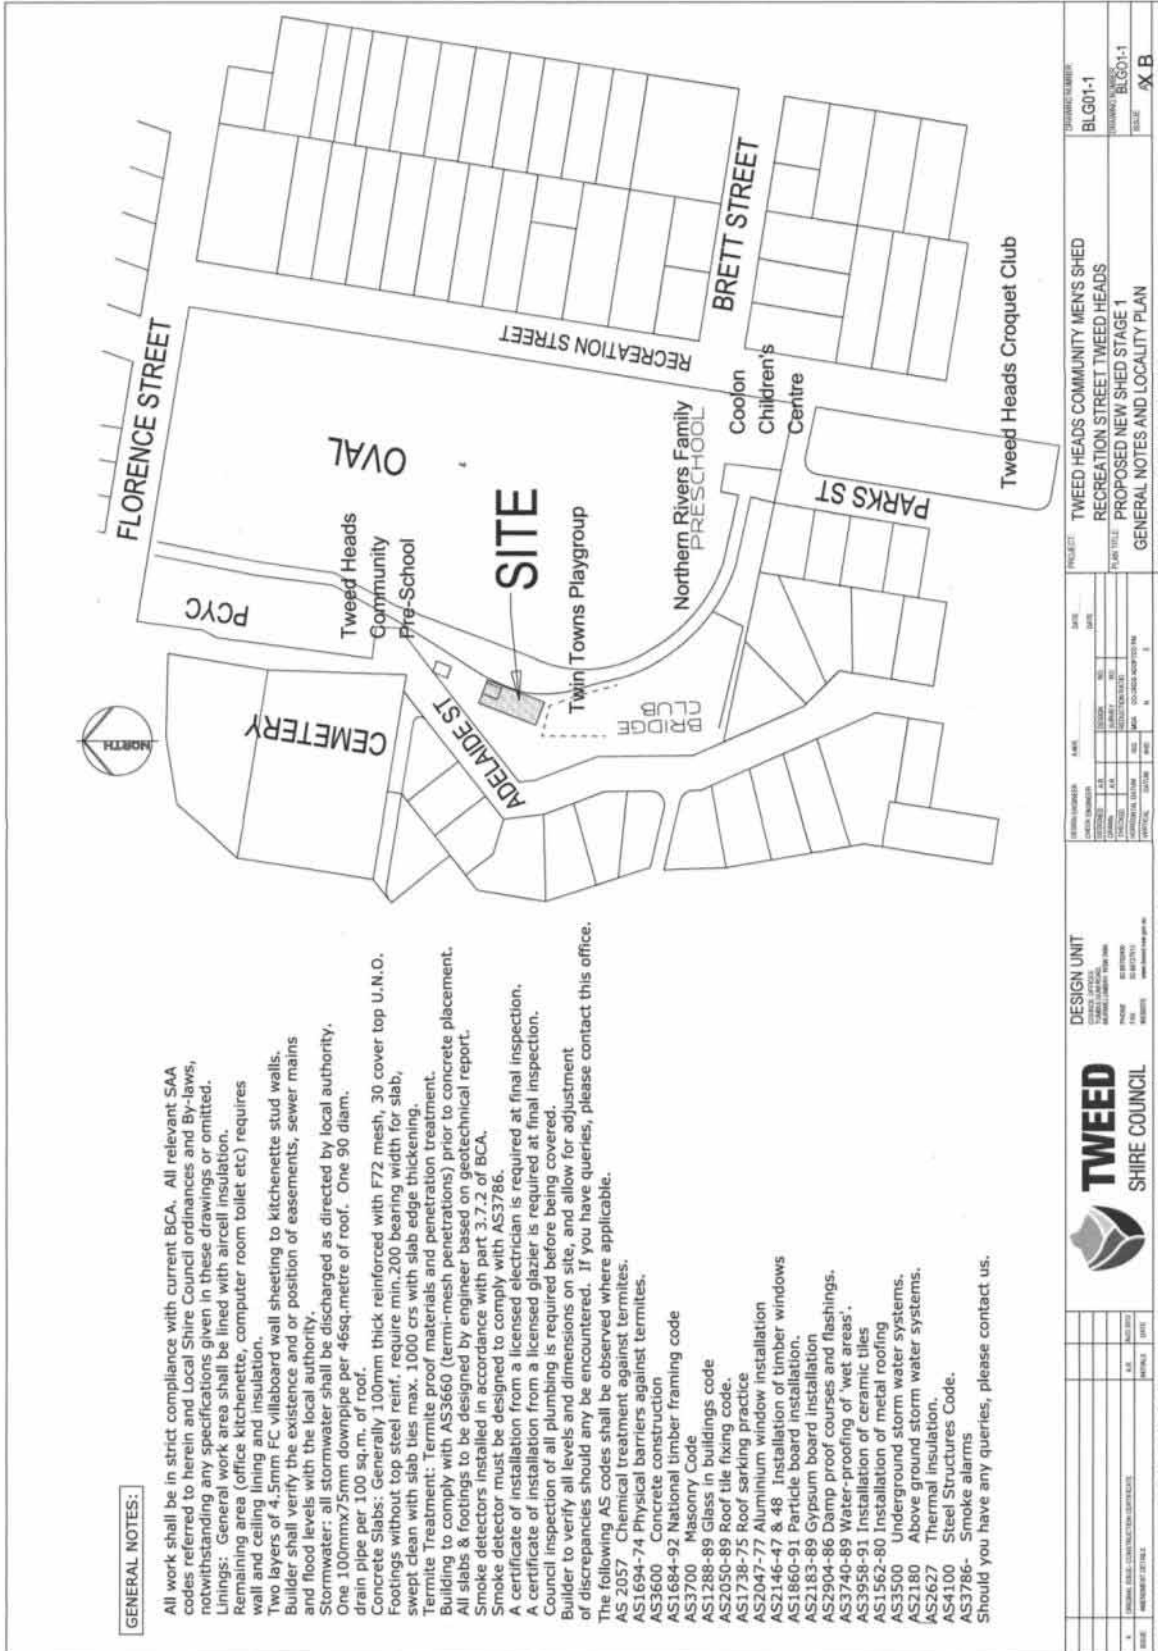 GENERAL NOTES:
All work shall be in strict compliance with current BCA. All relevant SAA
codes referred to herein and Local Shire Council ordinances and By-laws,
notwithstanding any specifications given in these drawings or omitted.
Linings: General work area shall be lined with aircell insulation.
Remaining area (office kitchenette, computer room toilet etc) requires
wall and ceiling lining and insulation.
Two layers of 4.5mm FC villaboard wall sheeting to kitchenette stud walls.
Builder shall verify the existence and or position of easements, sewer mains
and flood levels with the local authority.
Stormwater: all stormwater shall be discharged as directed by local authority.
One 100mmx75mm downpipe per 46sq.metre of roof. One 90 diam.
drain pipe per 100 sq.m. of roof.
Concrete Slabs: Generally 100mm thick reinforced with F72 mesh, 30 cover top U.N.O.
Footings without top steel reinf. require min.200 bearing width for slab,
swept clean with slab ties max. 1000 crs with slab edge thickening.
Termite Treatment: Termite proof materials and penetration treatment.
Building to comply with AS3660 (termi-mesh penetrations) prior to concrete placement.
All slabs & footings to be designed by engineer based on geotechnical report.
Smoke detectors installed in accordance with part 3.7.2 of BCA.
Smoke detector must be designed to comply with AS3786.
A certificate of installation from a licensed electrician is required at final inspection.
A certificate of installation from a licensed glazier is required at final inspection.
Council inspection of all plumbing is required before being covered.
Builder to verify all levels and dimensions on site, and allow for adjustment
of discrepancies should any be encountered. If you have queries, please contact this office.
The following AS codes shall be observed where applicable.
AS 2057 Chemical treatment against termites.
AS1694-74 Physical barriers against termites.
AS3600 Concrete construction
AS1684-92 National timber framing code
AS3700 Masonry Code
AS1288-89 Glass in buildings code
AS2050-89 Roof tile fixing code.
AS1738-75 Roof sarking practice
AS2047-77 Aluminium window installation
AS2146-47 & 48 Installation of timber windows
AS1860-91 Particle board installation.
AS2183-89 Gypsum board installation
AS2904-86 Damp proof courses and flashings.
AS3740-89 Water-proofing of 'wet areas'.
AS3958-91 Installation of ceramic tiles
AS1562-80 Installation of metal roofing
AS3500 Underground storm water systems.
AS2180 Above ground storm water systems.
AS2627 Thermal insulation.
AS4100 Steel Structures Code.
AS3786- Smoke alarms
Should you have any queries, please contact us.
NORTH
FLORENCE STREET
PCYC
CEMETERY
OVAL
Tweed Heads
Community
Pre-School
ADELAIDE ST
SITE
Twin Towns Playgroup
BRIDGE
CLUB
RECREATION STREET
BRETT STREET
Northern Rivers Family
PRESCHOOL
Coolon
Children's
Centre
PARKS ST
Tweed Heads Croquet Club
TWEED
SHIRE COUNCIL
DESIGN UNIT
PROJECT:
TWEED HEADS COMMUNITY MEN'S SHED
RECREATION STREET TWEED HEADS
PLAN TITLE:
PROPOSED NEW SHED STAGE 1
GENERAL NOTES AND LOCALITY PLAN
DRAWING NUMBER
BLG01-1
DRAWING NUMBER
BLG01-1
ISSUE
B